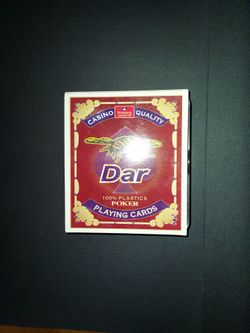 CASINO QUALITY
Dar
100% PLASTICS
POKER
PLAYING CARDS